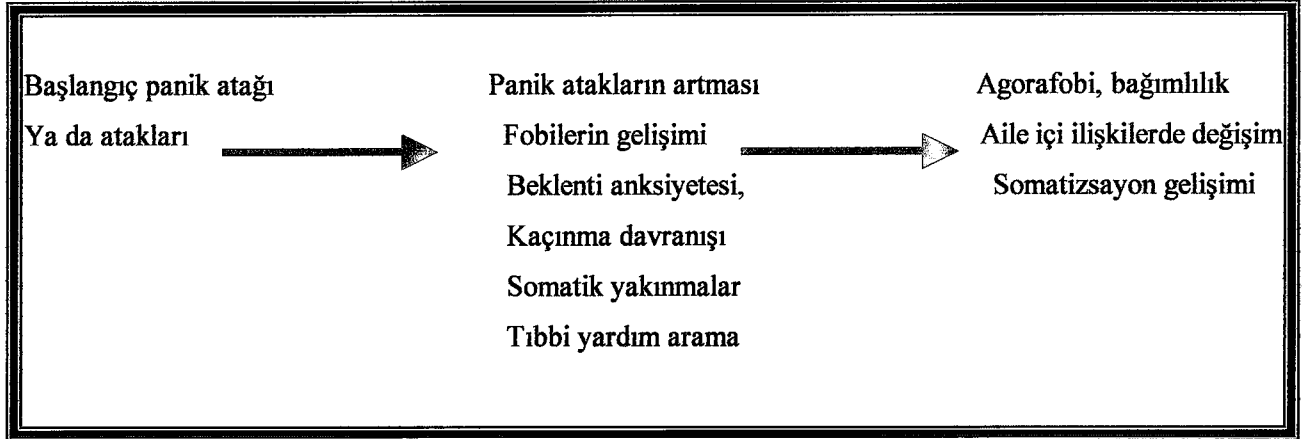 Başlangıç panik atağı
Ya da atakları
Panik atakların artması
Fobilerin gelişimi
Beklenti anksiyetesi,
Kaçınma davranışı
Somatik yakınmalar
Tıbbi yardım arama
Agorafobi, bağımlılık
Aile içi ilişkilerde değişim
Somatizsayon gelişimi